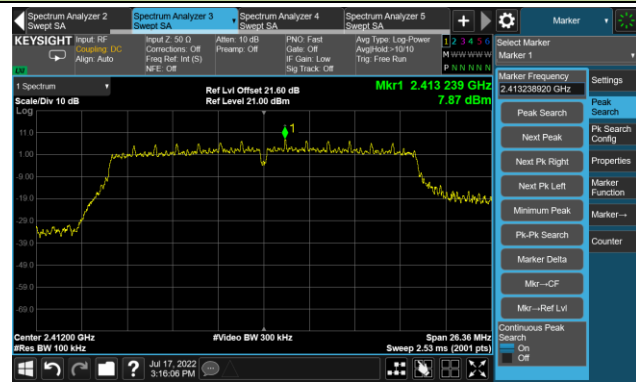 Spectrum Analyzer 2
Swept SA
Spectrum Analyzer 3
Swept SA
Spectrum Analyzer 4
Swept SA
Spectrum Analyzer 5
Swept SA
+
Marker
KEYSIGHT
Input: RF
Coupling: DC
Align: Auto
Input Z: 50 Ω
Corrections: Off
Freq Ref: Int (S)
NFE: Off
Atten: 10 dB
Preamp: Off
PNO: Fast
Gate: Off
IF Gain: Low
Sig Track: Off
Avg Type: Log-Power
Avg|Hold:>10/10
Trig: Free Run
1 2 3 4 5 6
M W W W W W
P N N N N N
LW
Select Marker
Marker 1
1 Spectrum
Scale/Div 10 dB
Log
Ref Lvl Offset 21.60 dB
Ref Level 21.00 dBm
Mkr1 2.413 239 GHz
7.87 dBm
1
11.0
1.00
-9.00
-19.0
-29.0
-39.0
-49.0
-59.0
-69.0
Center 2.41200 GHz
#Res BW 100 kHz
#Video BW 300 kHz
Span 26.36 MHz
Sweep 2.53 ms (2001 pts)
Marker Frequency
2.413238920 GHz
Peak Search
Next Peak
Next Pk Right
Next Pk Left
Minimum Peak
Pk-Pk Search
Marker Delta
Mkr→CF
Mkr→Ref Lvl
Continuous Peak
Search
On
Off
Settings
Peak
Search
Pk Search
Config
Properties
Marker
Function
Marker→
Counter
?
Jul 17, 2022
3:16:06 PM